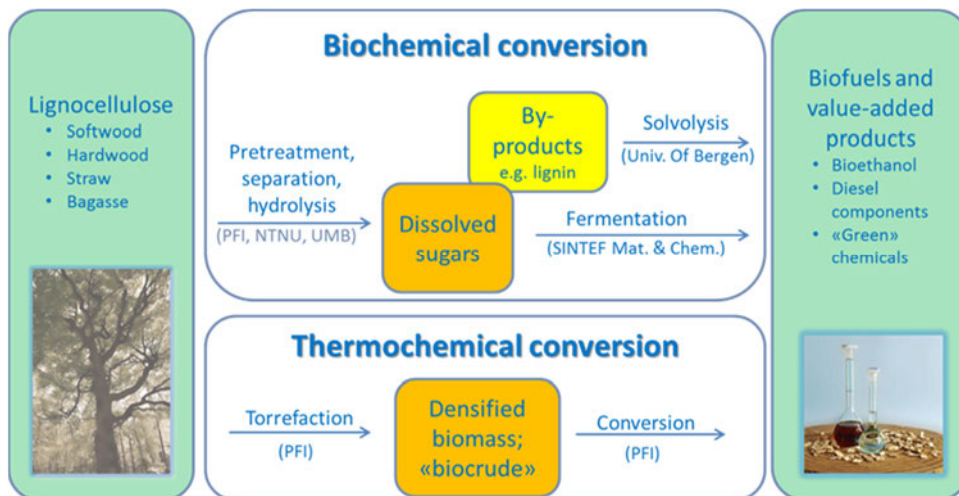 Lignocellulose
• Softwood
• Hardwood
• Straw
• Bagasse
Biochemical conversion
Pretreatment,
separation,
hydrolysis
(PFI, NTNU, UMB)
By-
products
e.g. lignin
Dissolved
sugars
Solvolysis
(Univ. Of Bergen)
Fermentation
(SINTEF Mat. & Chem.)
Thermochemical conversion
Torrefaction
(PFI)
Densified
biomass;
«biocrude»
Conversion
(PFI)
Biofuels and
value-added
products
• Bioethanol
• Diesel
components
• «Green»
chemicals